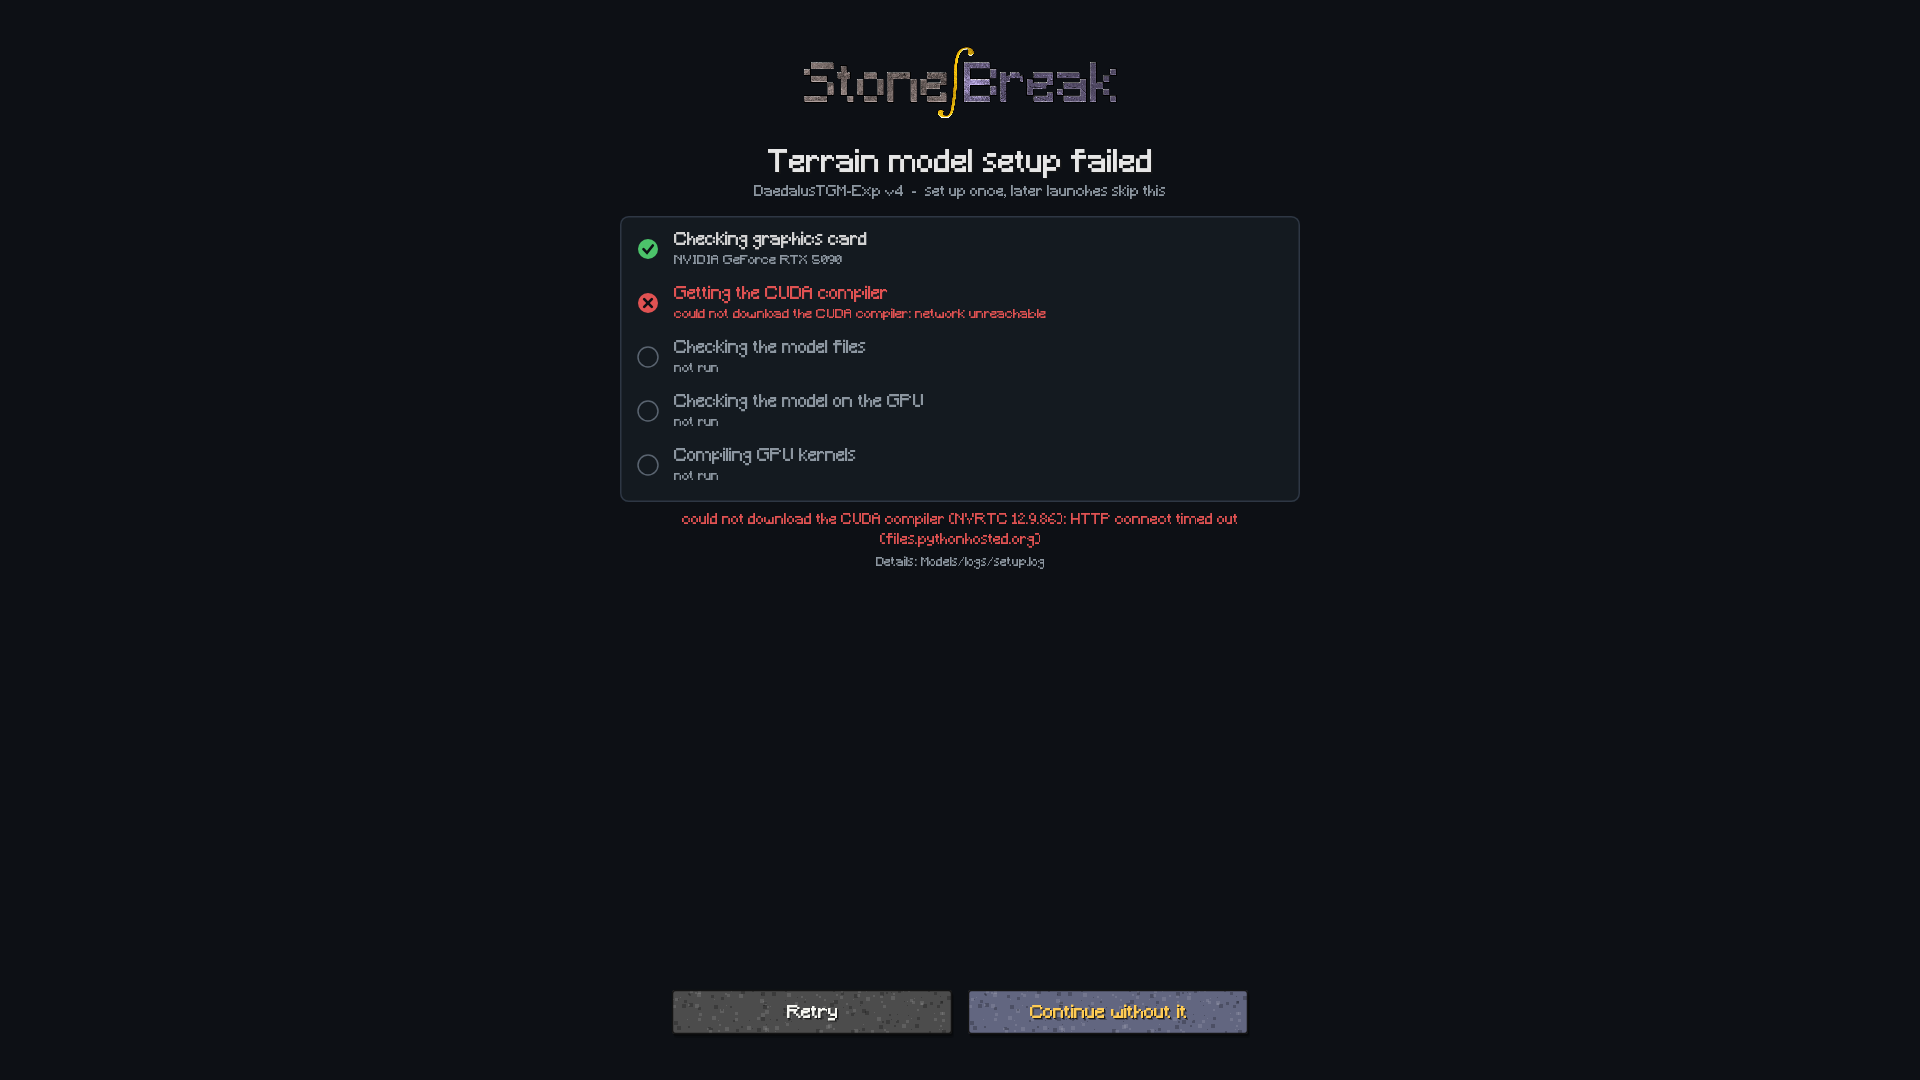 Stone∫Break
Terrain model setup failed
DaedalusTGM-Exp v4 - set up once, later launches skip this
Checking graphics card
NVIDIA GeForce RTX 5090
Getting the CUDA compiler
could not download the CUDA compiler: network unreachable
Checking the model files
not run
Checking the model on the GPU
not run
Compiling GPU kernels
not run
could not download the CUDA compiler (NVRTC 12.9.86): HTTP connect timed out
(files.pythonhosted.org)
Details: Models/logs/setup.log
Retry
Continue without it